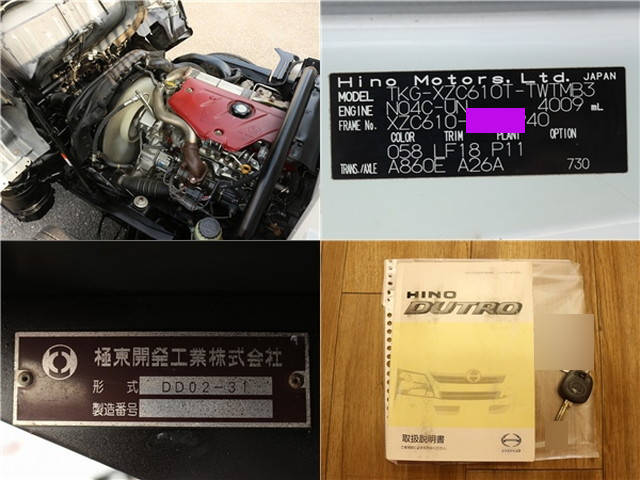 Hino Motors, Ltd. JAPAN
MODEL TKG-XZC610T-TWTMB3
ENGINE N04C-UN 4009 mL
FRAME No. XZC610- 40
COLOR TRIM PLANT OPTION
058 LF18 P11
TRANS./AXLE A860E A26A 730
極東開発工業株式会社
形式 DD02-31
製造番号
HINO
DUTRO
取扱説明書